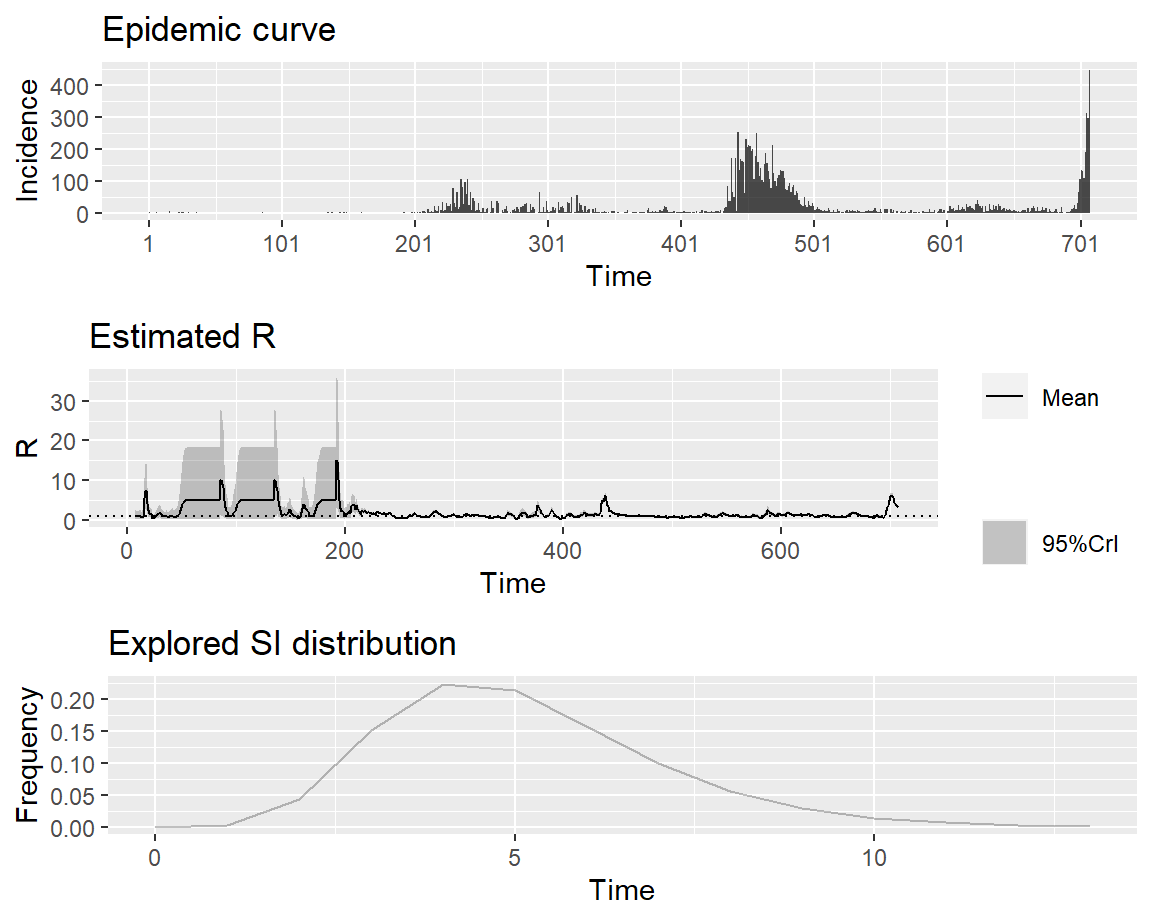 Epidemic curve
Incidence
400
300
200
100
0
1 101 201 301 401 501 601 701
Time
Estimated R
R
30
20
10
0
0 200 400 600
Time
Mean
95%CrI
Explored SI distribution
Frequency
0.20
0.15
0.10
0.05
0.00
0 5 10
Time